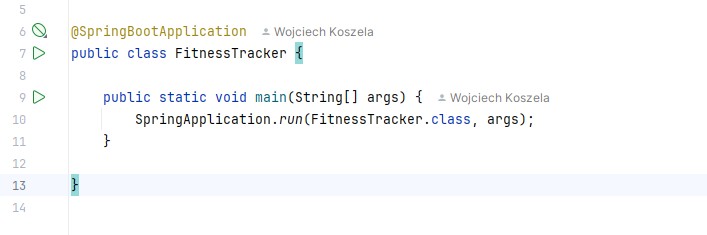 5
6 @SpringBootApplication Wojciech Koszela
7 public class FitnessTracker {
8
9 public static void main(String[] args) { Wojciech Koszela
10 SpringApplication.run(FitnessTracker.class, args);
11 }
12
13 }
14